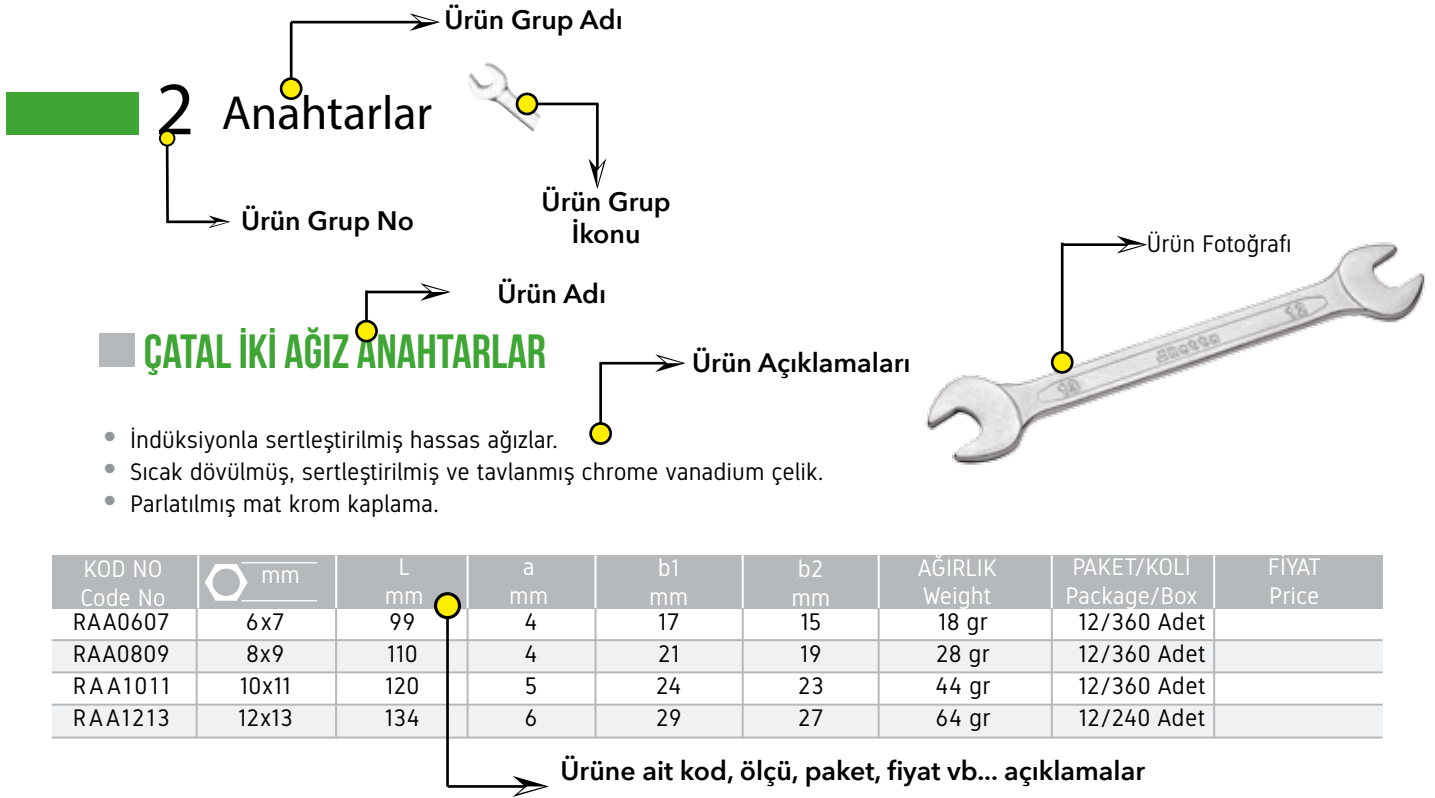 Ürün Grup Adı
2 Anahtarlar
Ürün Grup No
Ürün Grup
İkonu
Ürün Fotoğrafı
Ürün Adı
ÇATAL İKİ AĞIZ ANAHTARLAR
Ürün Açıklamaları
• İndüksiyonla sertleştirilmiş hassas ağızlar.
• Sıcak dövülmüş, sertleştirilmiş ve tavlanmış chrome vanadium çelik.
• Parlatılmış mat krom kaplama.
KOD NO mm L a b1 b2 AĞIRLIK PAKET/KOLİ FİYAT
Code No mm mm mm mm Weight Package/Box Price
RAA0607 6x7 99 4 17 15 18 gr 12/360 Adet
RAA0809 8x9 110 4 21 19 28 gr 12/360 Adet
RAA1011 10x11 120 5 24 23 44 gr 12/360 Adet
RAA1213 12x13 134 6 29 27 64 gr 12/240 Adet
Ürüne ait kod, ölçü, paket, fiyat vb... açıklamalar